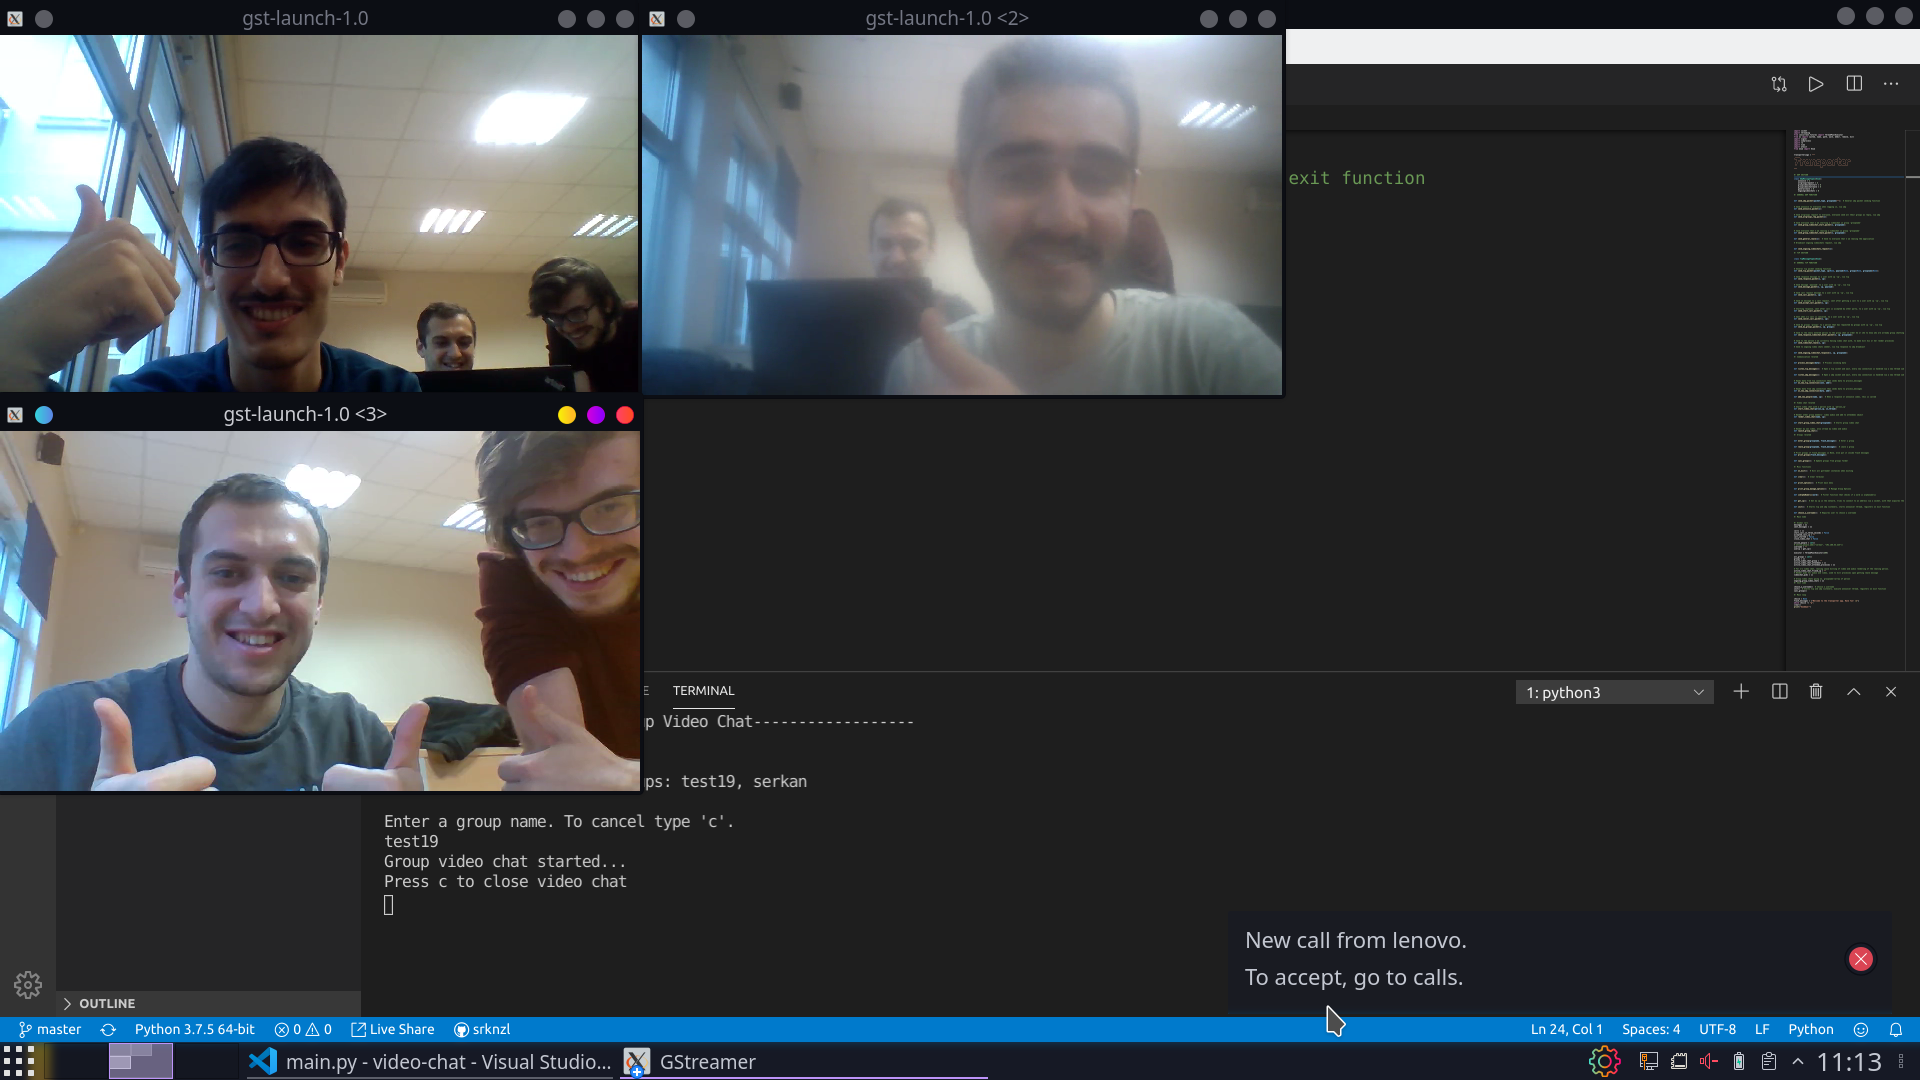 gst-launch-1.0
gst-launch-1.0 <2>
exit function
gst-launch-1.0 <3>
TERMINAL
1: python3
Video Chat------------------
ps: test19, serkan
Enter a group name. To cancel type 'c'.
test19
Group video chat started...
Press c to close video chat
New call from lenovo.
To accept, go to calls.
OUTLINE
master
Python 3.7.5 64-bit
0
0
Live Share
srknzl
Ln 24, Col 1
Spaces: 4
UTF-8
LF
Python
main.py - video-chat - Visual Studio...
GStreamer
11:13